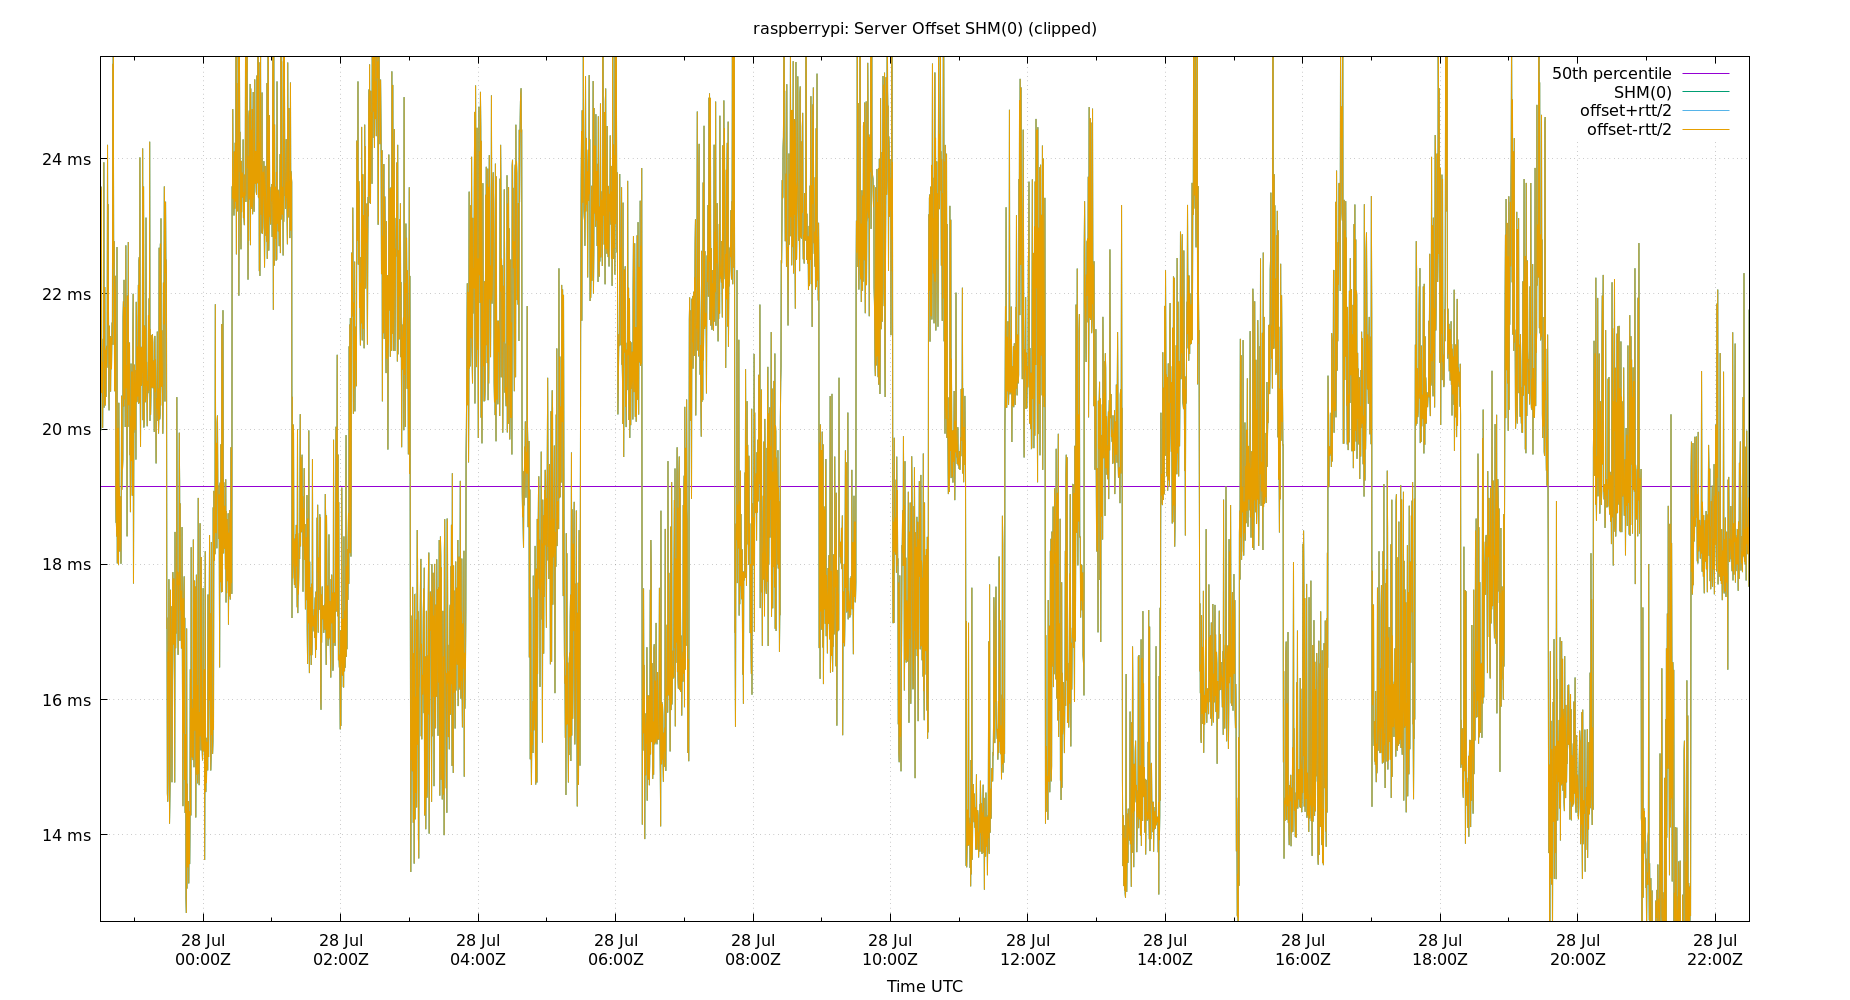 raspberrypi: Server Offset SHM(0) (clipped)
50th percentile
SHM(0)
offset+rtt/2
offset-rtt/2
24 ms
22 ms
20 ms
18 ms
16 ms
14 ms
28 Jul 28 Jul 28 Jul 28 Jul 28 Jul 28 Jul 28 Jul 28 Jul 28 Jul 28 Jul 28 Jul 28 Jul
00:00Z 02:00Z 04:00Z 06:00Z 08:00Z 10:00Z 12:00Z 14:00Z 16:00Z 18:00Z 20:00Z 22:00Z
Time UTC